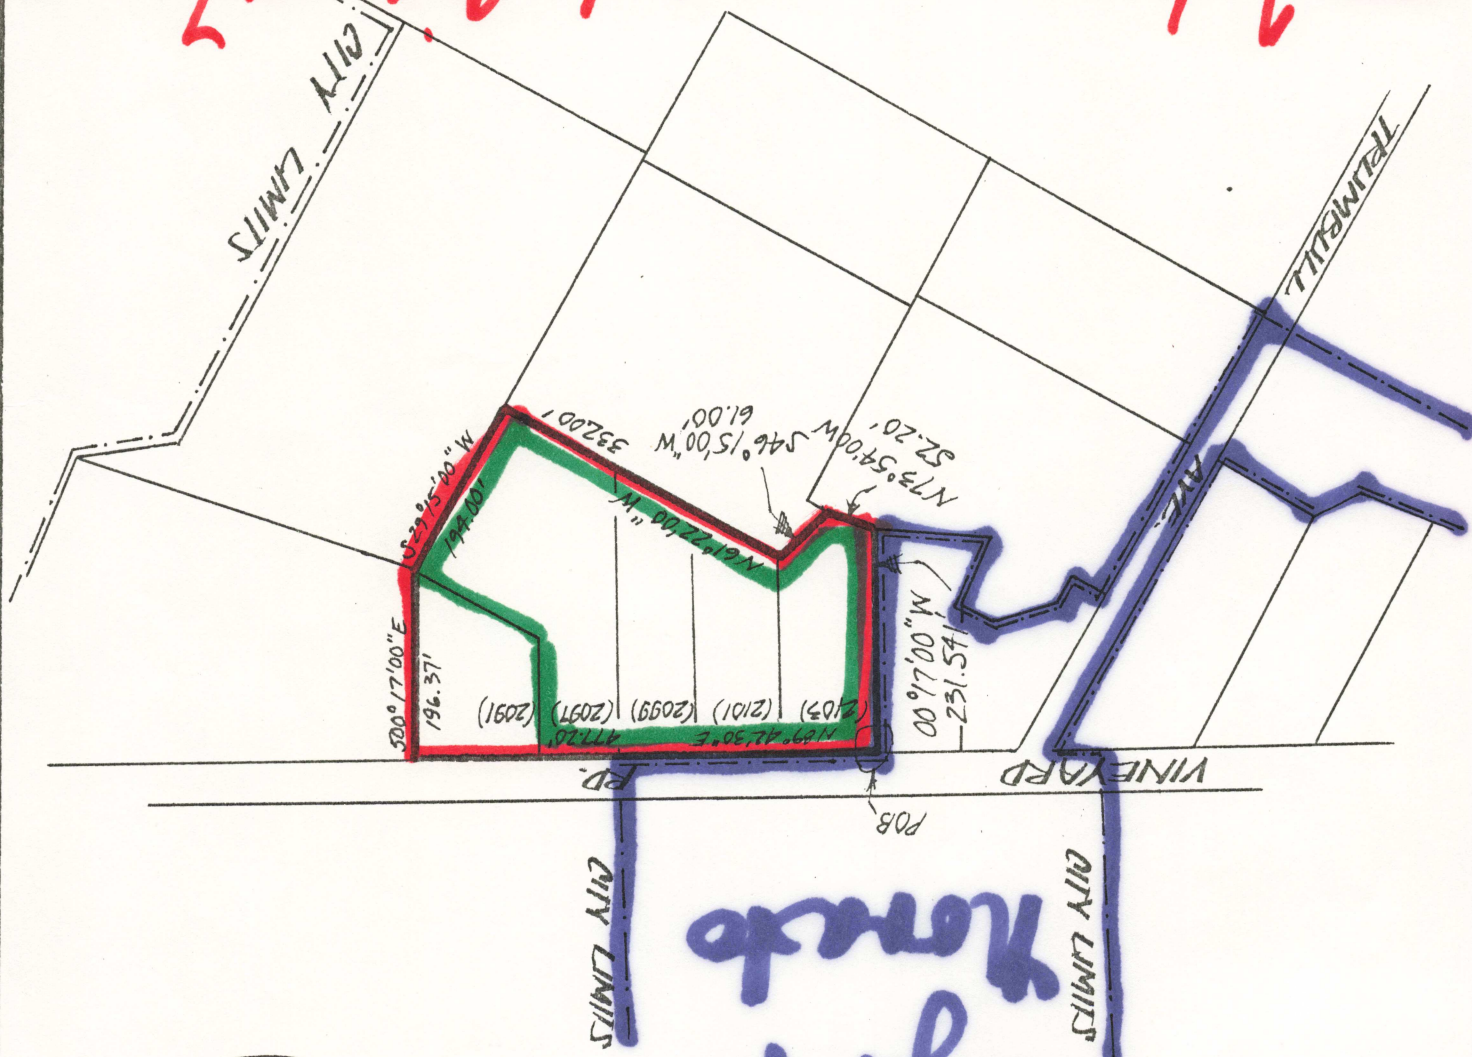 CITY LIMITS
TRUMBULL
AVE.
332.00'
S46°15'00"W
61.00'
N73°54'00"W
52.20'
S29°15'00"W
194.00'
N61°22'00"W
S00°17'00"E
196.37'
00°17'00"W
231.54'
(2091)
(2097)
(2099)
(2101)
(2103)
N89°42'30"E
477.20'
VINEYARD
RD.
POB
CITY LIMITS
CITY LIMITS
Novato